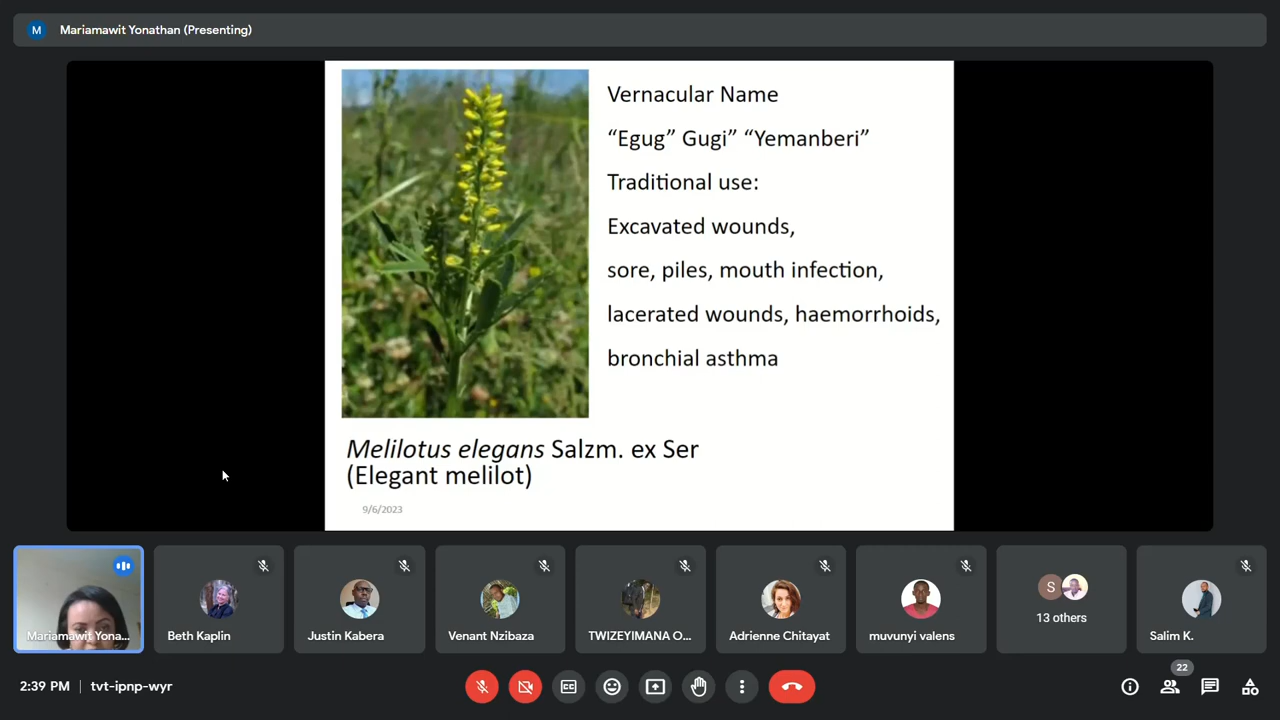 M Mariamawit Yonathan (Presenting)
Vernacular Name
“Egug” Gugi” “Yemanberi”
Traditional use:
Excavated wounds,
sore, piles, mouth infection,
lacerated wounds, haemorrhoids,
bronchial asthma
Melilotus elegans Salzm. ex Ser
(Elegant melilot)
9/6/2023
Mariamawit Yona...
Beth Kaplin
Justin Kabera
Venant Nzibaza
TWIZEYIMANA O...
Adrienne Chitayat
muvunyi valens
S
13 others
Salim K.
2:39 PM | tvt-ipnp-wyr
22